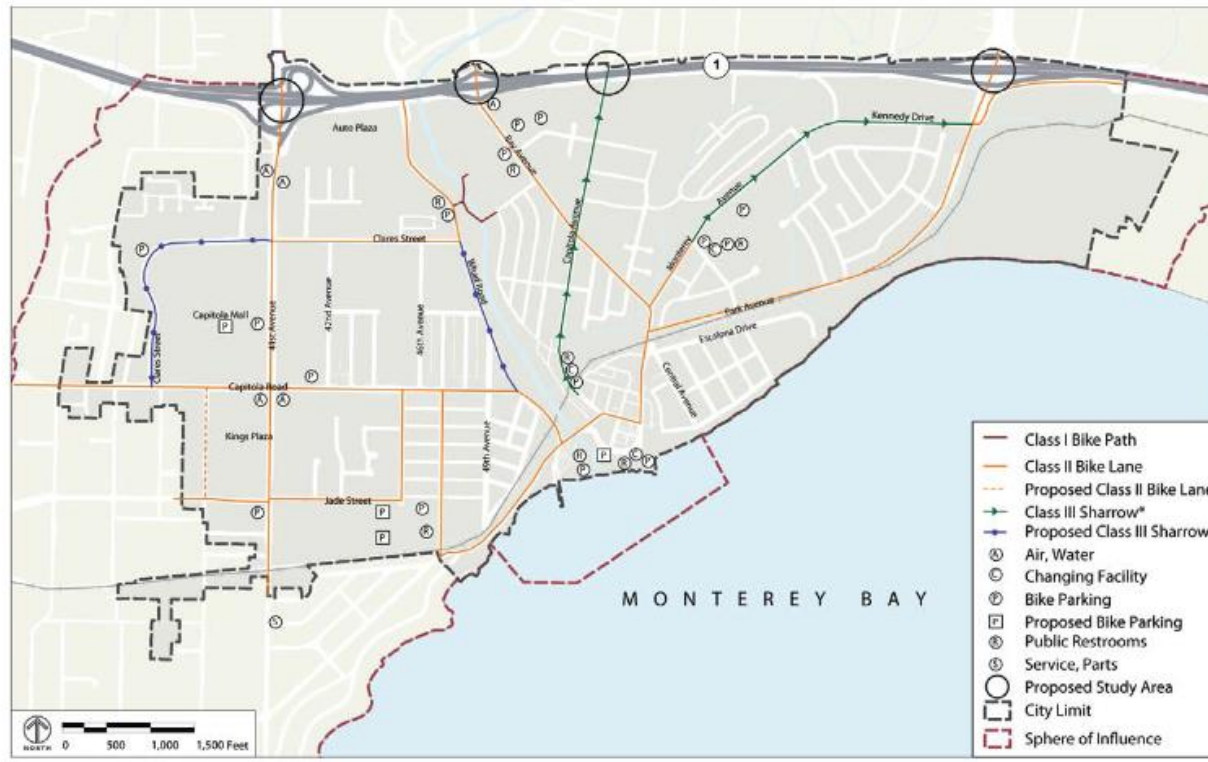 1
Auto Plaza
Kennedy Drive
Bay Avenue
Capitola Avenue
Monterey
Avenue
Clares Street
Wharf Road
Capitola Mall
P
41st Avenue
42nd Avenue
46th Avenue
Clares Street
Park Avenue
Escalona Drive
Central Avenue
Capitola Road
Kings Plaza
49th Avenue
Jade Street
MONTEREY BAY
Class I Bike Path
Class II Bike Lane
Proposed Class II Bike Lane
Class III Sharrow*
Proposed Class III Sharrow
A Air, Water
C Changing Facility
P Bike Parking
P Proposed Bike Parking
R Public Restrooms
S Service, Parts
Proposed Study Area
City Limit
Sphere of Influence
NORTH
0 500 1,000 1,500 Feet